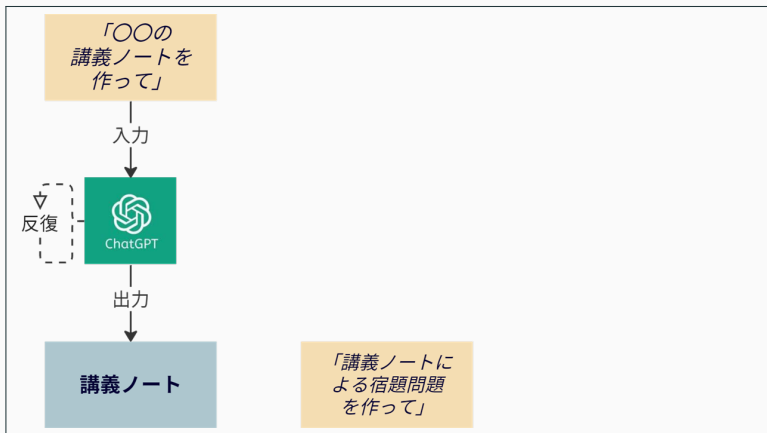 「〇〇の
講義ノートを
作って」
入力
反復
ChatGPT
出力
講義ノート
「講義ノートに
よる宿題問題
を作って」